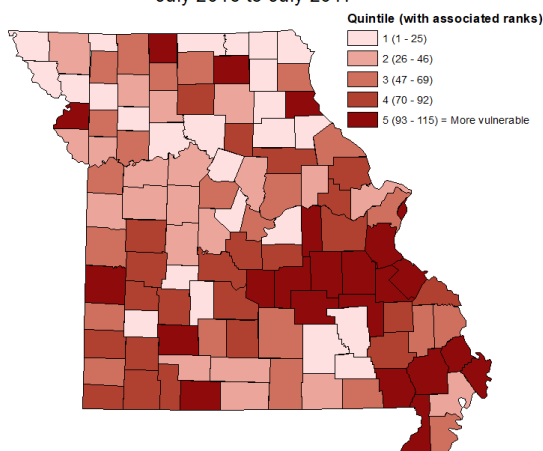 Quintile (with associated ranks)
1 (1 - 25)
2 (26 - 46)
3 (47 - 69)
4 (70 - 92)
5 (93 - 115) = More vulnerable